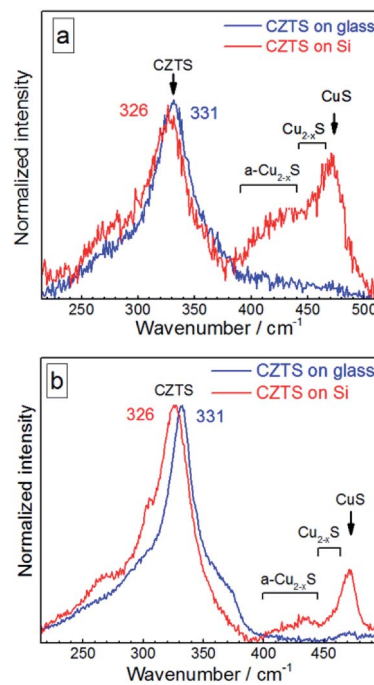 a
CZTS on glass
CZTS on Si
CZTS
326
331
CuS
Cu2-xS
a-Cu2-xS
Normalized intensity
250 300 350 400 450 500
Wavenumber / cm-1
b
CZTS on glass
CZTS on Si
CZTS
326
331
CuS
Cu2-xS
a-Cu2-xS
Normalized intensity
250 300 350 400 450
Wavenumber / cm-1